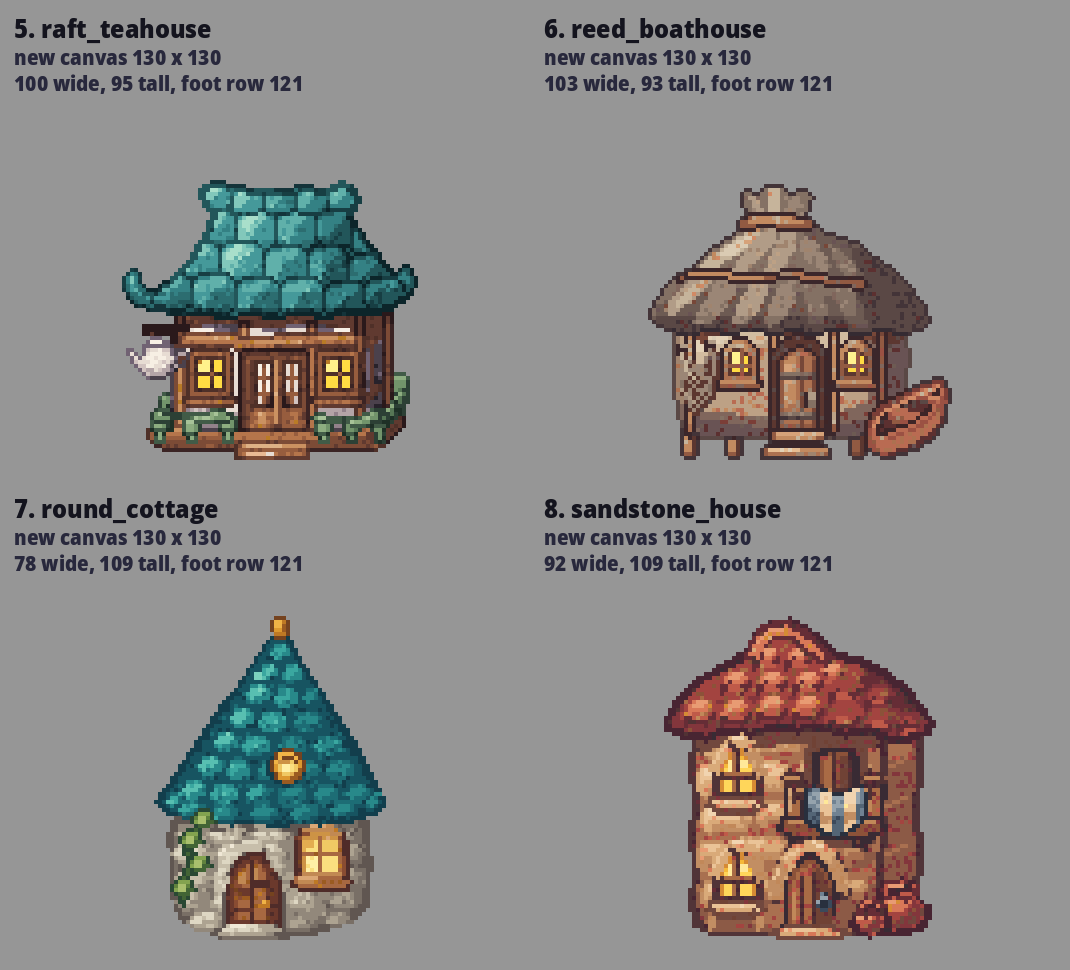 5. raft_teahouse
new canvas 130 x 130
100 wide, 95 tall, foot row 121
6. reed_boathouse
new canvas 130 x 130
103 wide, 93 tall, foot row 121
7. round_cottage
new canvas 130 x 130
78 wide, 109 tall, foot row 121
8. sandstone_house
new canvas 130 x 130
92 wide, 109 tall, foot row 121